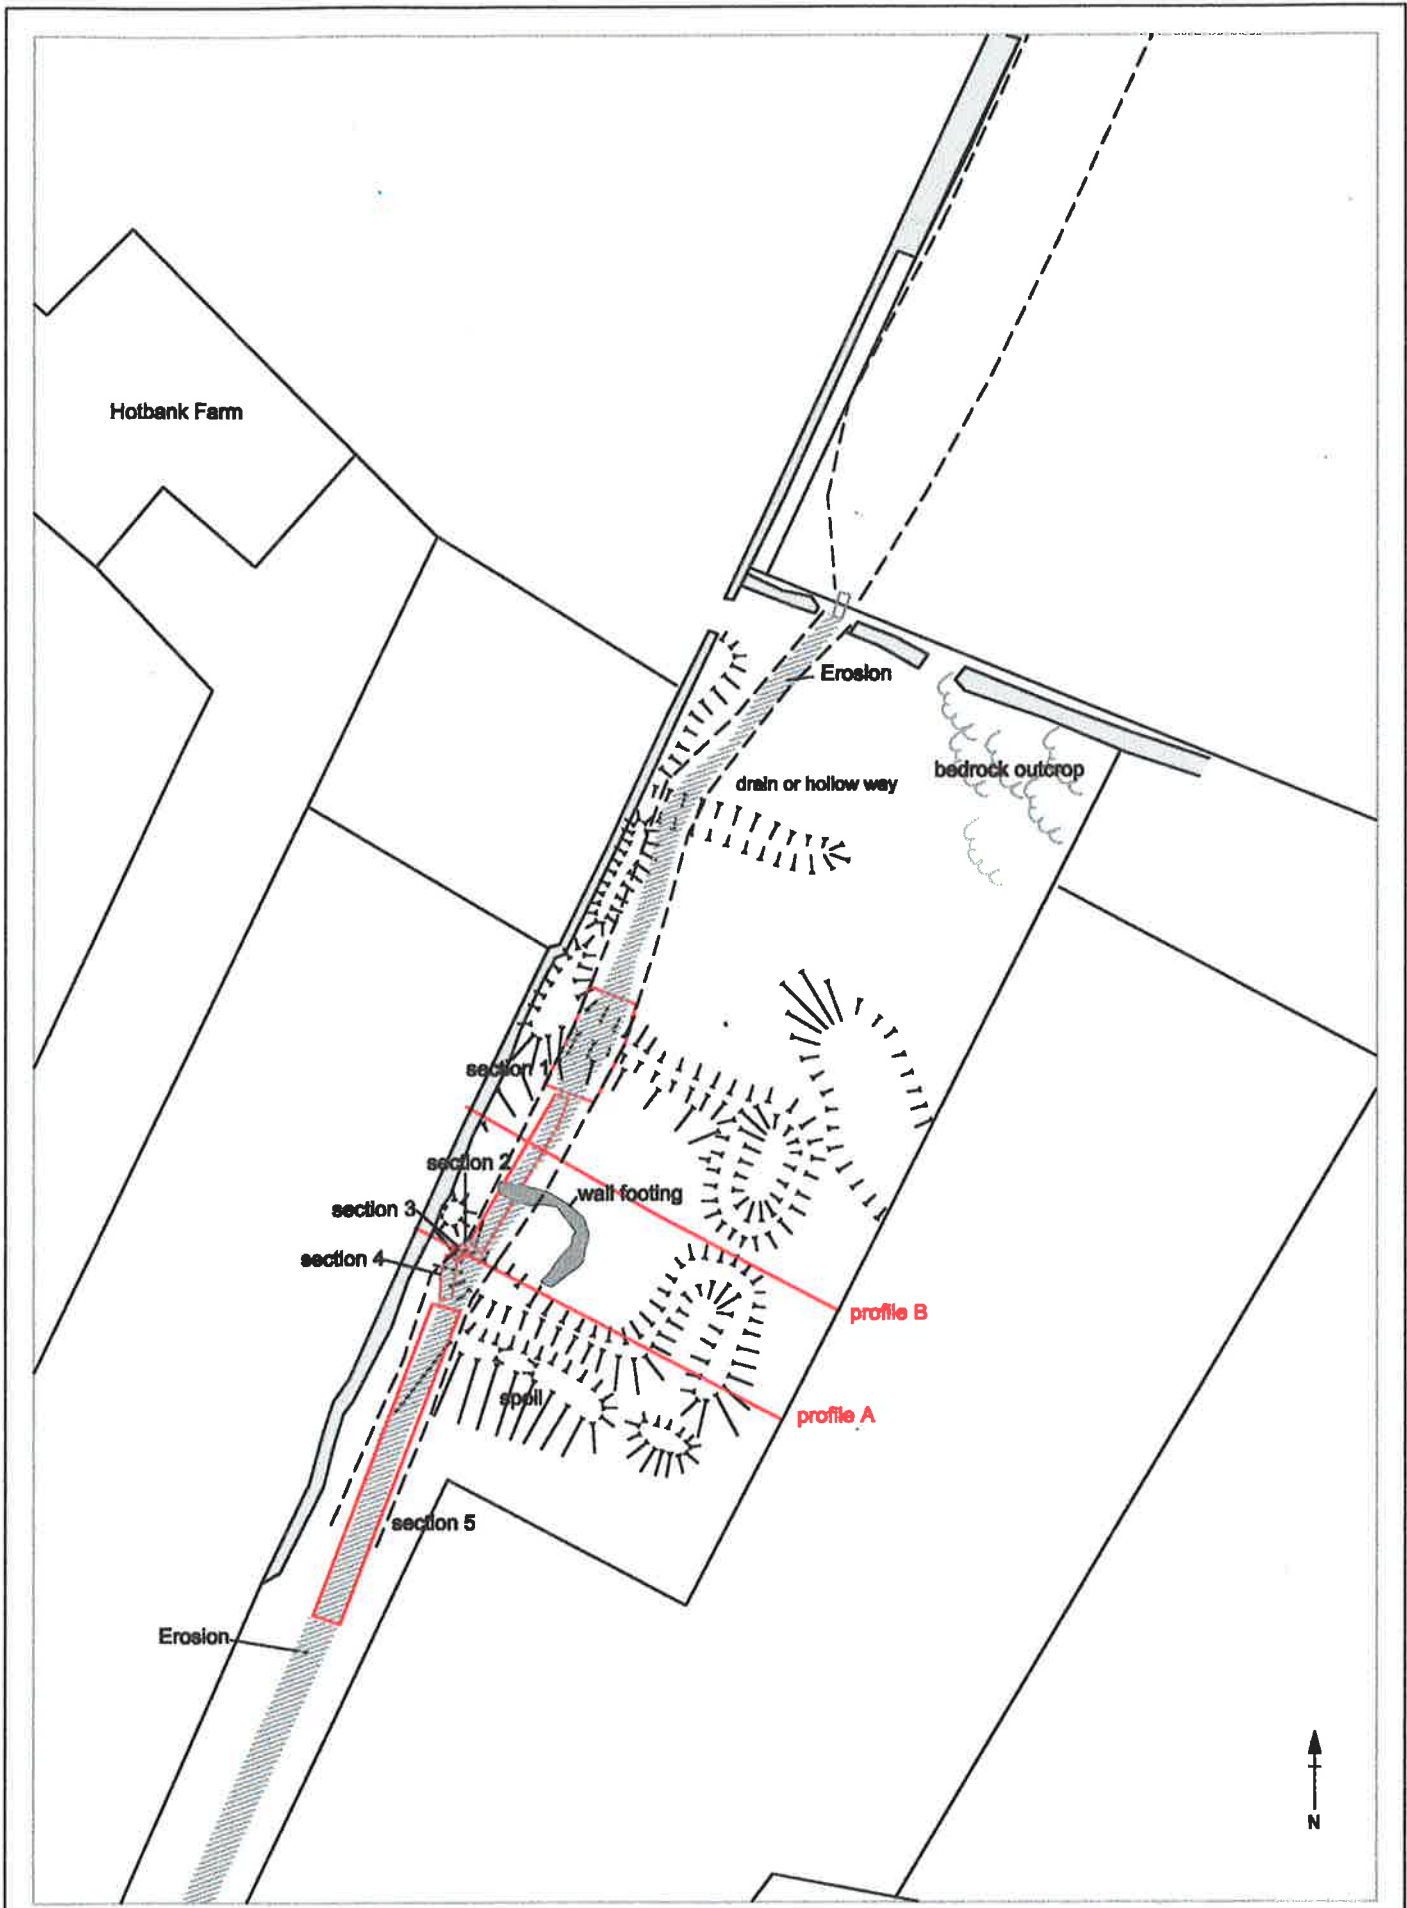 Hotbank Farm
Erosion
drain or hollow way
bedrock outcrop
section 1
section 2
wall footing
section 3
section 4
profile B
spoil
profile A
section 5
Erosion
N